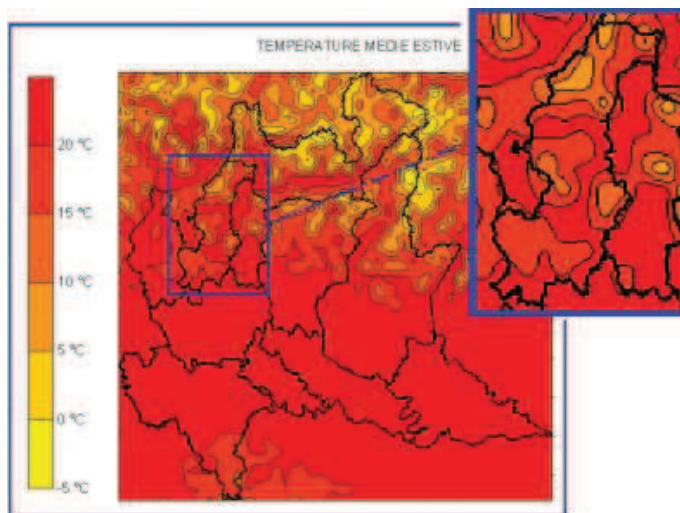 TEMPERATURE MEDIE ESTIVE
20 °C
15 °C
10 °C
5 °C
0 °C
-5 °C